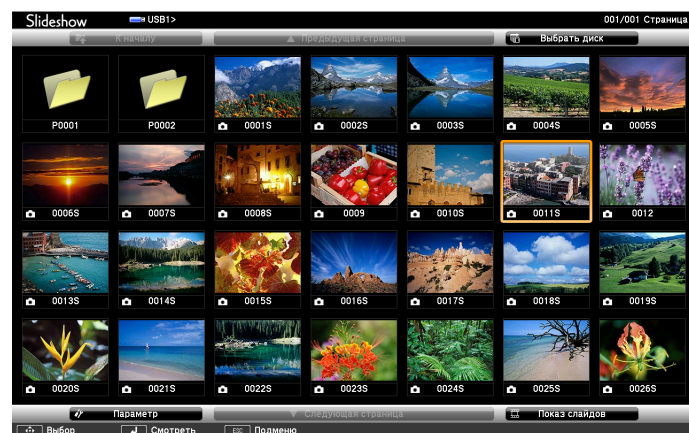 Slideshow USB1> 001/001 Страница
К началу Предыдущая страница Выбрать диск
P0001 P0002 0001S 0002S 0003S 0004S 0005S
0006S 0007S 0008S 0009 0010S 0011S 0012
0013S 0014S 0015S 0016S 0017S 0018S 0019S
0020S 0021S 0022S 0023S 0024S 0025S 0026S
Параметр Следующая страница Показ слайдов
Выбор Смотреть ESC Подменю